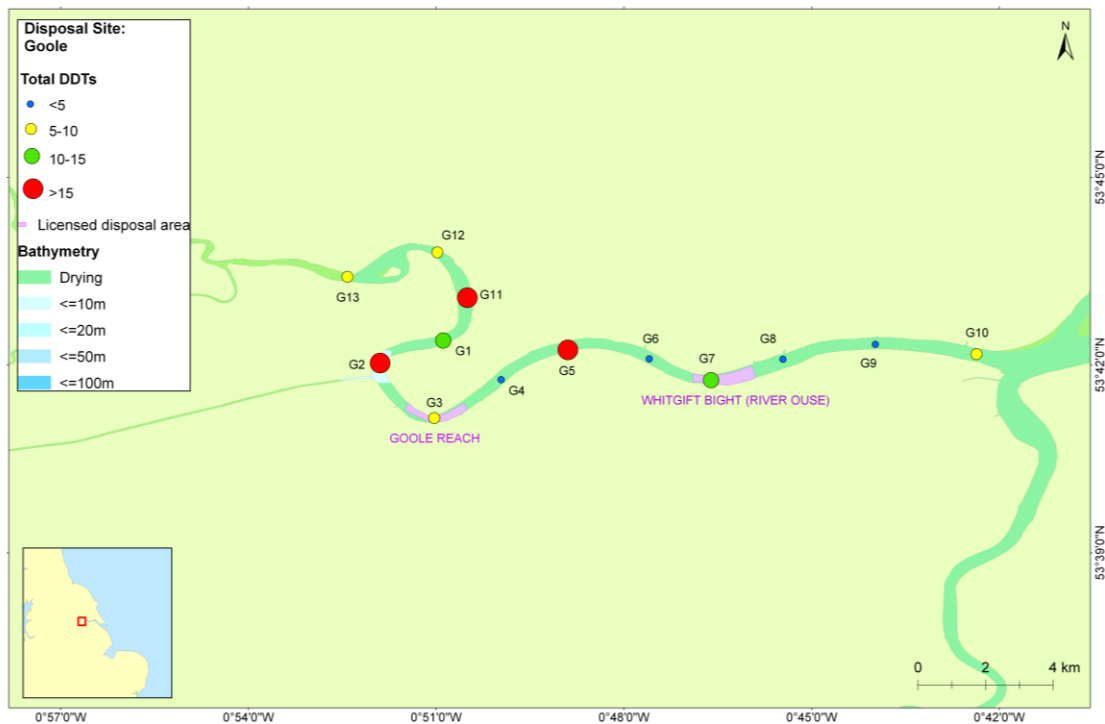 Disposal Site:
Goole
Total DDTs
<5
5-10
10-15
>15
Licensed disposal area
Bathymetry
Drying
<=10m
<=20m
<=50m
<=100m
N
G12
G13
G11
G1
G2
G3
G4
G5
G6
G7
G8
G9
G10
GOOLE REACH
WHITGIFT BIGHT (RIVER OUSE)
53°45'0"N
53°42'0"N
53°39'0"N
0 2 4 km
0°57'0"W 0°54'0"W 0°51'0"W 0°48'0"W 0°45'0"W 0°42'0"W